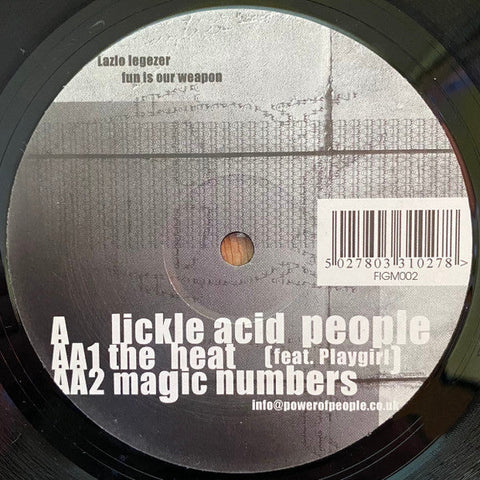 Lazlo legezer
fun is our weapon
5 027803 310278 >
FIGM002
A lickle acid people
AA1 the heat [feat. Playgirl]
AA2 magic numbers
info@powerofpeople.co.uk